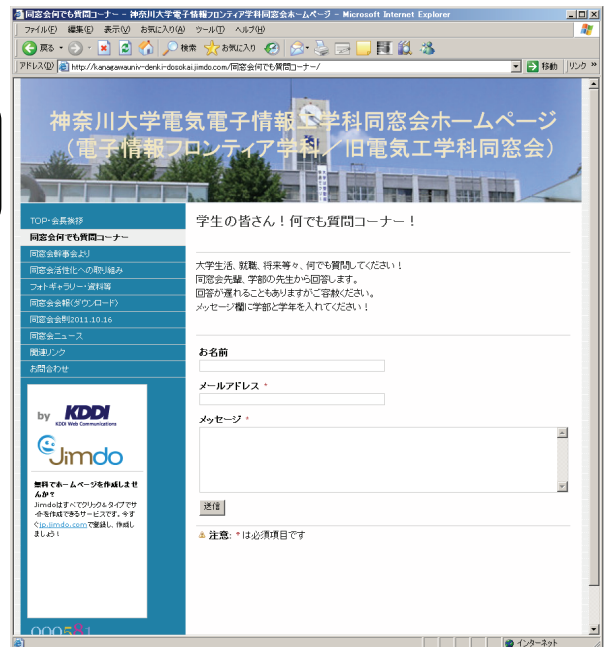 同窓会何でも質問コーナー - 神奈川大学電子情報フロンティア学科同窓会ホームページ - Microsoft Internet Explorer
ファイル(F) 編集(E) 表示(V) お気に入り(A) ツール(T) ヘルプ(H)
戻る 検索 お気に入り
アドレス(D) http://kanagawauniv-denki-dosokai.jimdo.com/同窓会何でも質問コーナー/ 移動 リンク »
神奈川大学電気電子情報工学科同窓会ホームページ
(電子情報フロンティア学科/旧電気工学科同窓会)
TOP・会長挨拶
同窓会何でも質問コーナー
同窓会幹事会より
同窓会活性化への取り組み
フォトギャラリー・資料等
同窓会会報(ダウンロード)
同窓会会則2011.10.16
同窓会ニュース
関連リンク
お問合わせ
by KDDI
KDDI Web Communications
Jimdo
無料でホームページを作成しませ
んか?
Jimdoはすべてクリック&タイプでサ
イトを作成できるサービスです。今す
ぐjp.jimdo.comで登録し、作成し
ましょう!
000581
学生の皆さん!何でも質問コーナー!
大学生活、就職、将来等々、何でも質問してください!
同窓会先輩、学部の先生から回答します。
回答が遅れることもありますがご容赦ください。
メッセージ欄に学部と学年を入れてください!
お名前
メールアドレス *
メッセージ *
送信
注意: *は必須項目です
インターネット